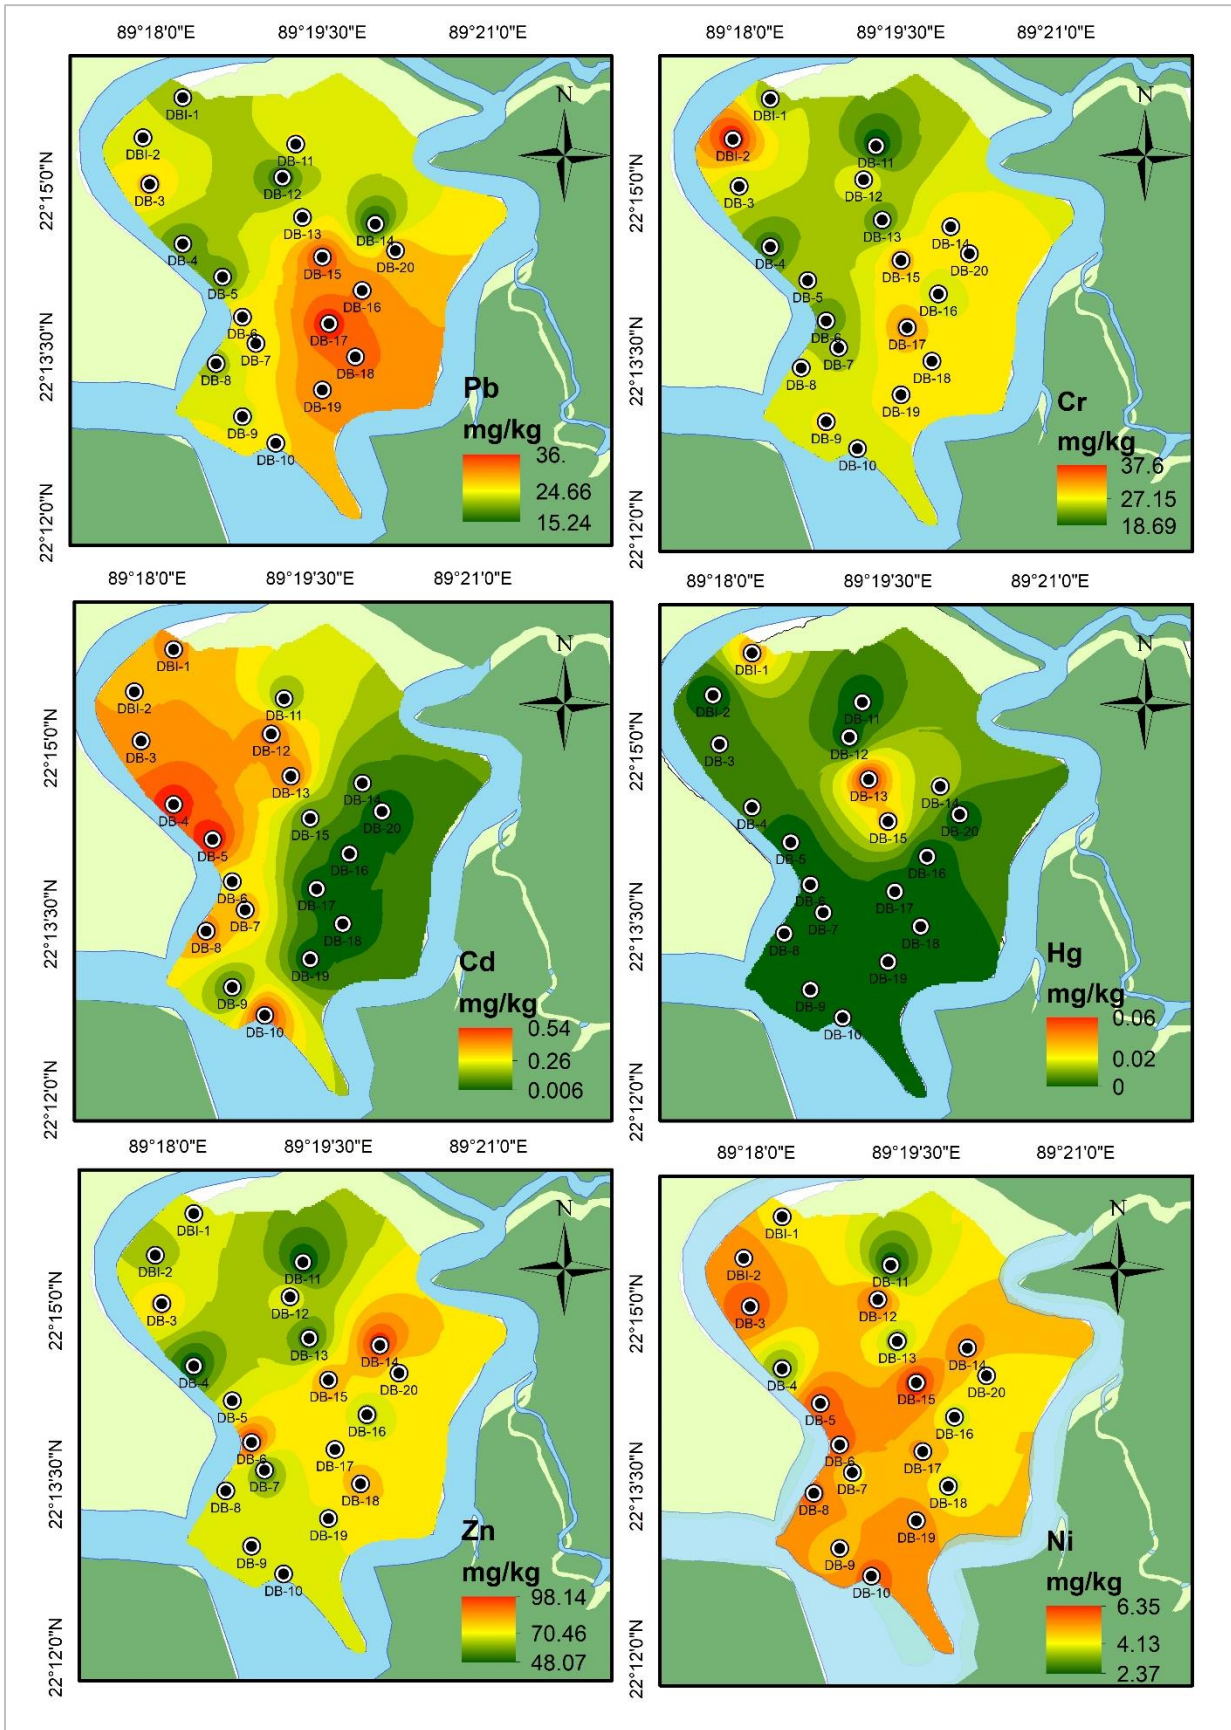 89°18'0"E 89°19'30"E 89°21'0"E
22°15'0"N
22°13'30"N
22°12'0"N
N
DBI-1
DBI-2
DB-3
DB-4
DB-5
DB-6
DB-7
DB-8
DB-9
DB-10
DB-11
DB-12
DB-13
DB-14
DB-20
DB-15
DB-16
DB-17
DB-18
DB-19
Pb
mg/kg
36.
24.66
15.24
89°18'0"E 89°19'30"E 89°21'0"E
22°15'0"N
22°13'30"N
22°12'0"N
N
DBI-1
DBI-2
DB-3
DB-4
DB-5
DB-6
DB-7
DB-8
DB-9
DB-10
DB-11
DB-12
DB-13
DB-14
DB-20
DB-15
DB-16
DB-17
DB-18
DB-19
Cr
mg/kg
37.6
27.15
18.69
89°18'0"E 89°19'30"E 89°21'0"E
22°15'0"N
22°13'30"N
22°12'0"N
N
DBI-1
DBI-2
DB-3
DB-4
DB-5
DB-6
DB-7
DB-8
DB-9
DB-10
DB-11
DB-12
DB-13
DB-14
DB-20
DB-15
DB-16
DB-17
DB-18
DB-19
Cd
mg/kg
0.54
0.26
0.006
89°18'0"E 89°19'30"E 89°21'0"E
22°15'0"N
22°13'30"N
22°12'0"N
N
DBI-1
DBI-2
DB-3
DB-4
DB-5
DB-6
DB-7
DB-8
DB-9
DB-10
DB-11
DB-12
DB-13
DB-14
DB-20
DB-15
DB-16
DB-17
DB-18
DB-19
Hg
mg/kg
0.06
0.02
0
89°18'0"E 89°19'30"E 89°21'0"E
22°15'0"N
22°13'30"N
22°12'0"N
N
DBI-1
DBI-2
DB-3
DB-4
DB-5
DB-6
DB-7
DB-8
DB-9
DB-10
DB-11
DB-12
DB-13
DB-14
DB-20
DB-15
DB-16
DB-17
DB-18
DB-19
Zn
mg/kg
98.14
70.46
48.07
89°18'0"E 89°19'30"E 89°21'0"E
22°15'0"N
22°13'30"N
22°12'0"N
N
DBI-1
DBI-2
DB-3
DB-4
DB-5
DB-6
DB-7
DB-8
DB-9
DB-10
DB-11
DB-12
DB-13
DB-14
DB-20
DB-15
DB-16
DB-17
DB-18
DB-19
Ni
mg/kg
6.35
4.13
2.37